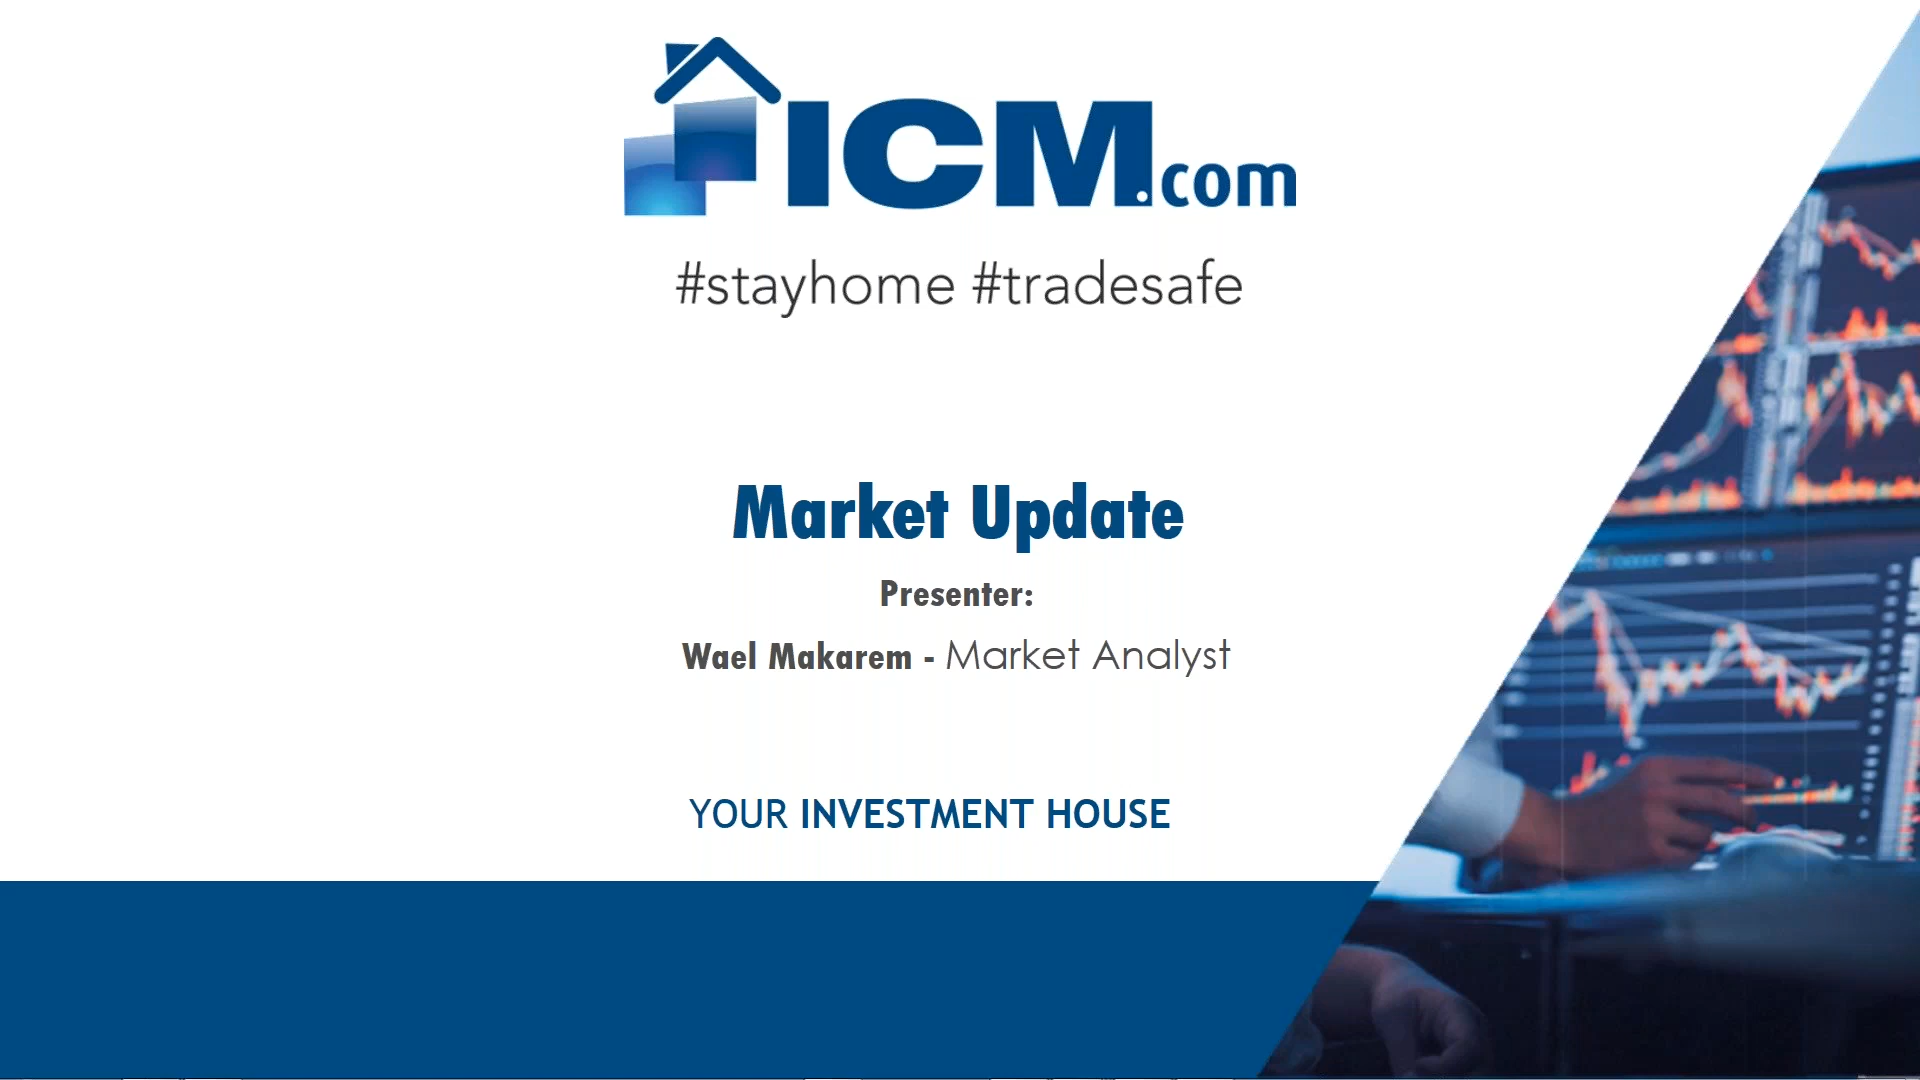 ICM.com
#stayhome #tradesafe
Market Update
Presenter:
Wael Makarem - Market Analyst
YOUR INVESTMENT HOUSE